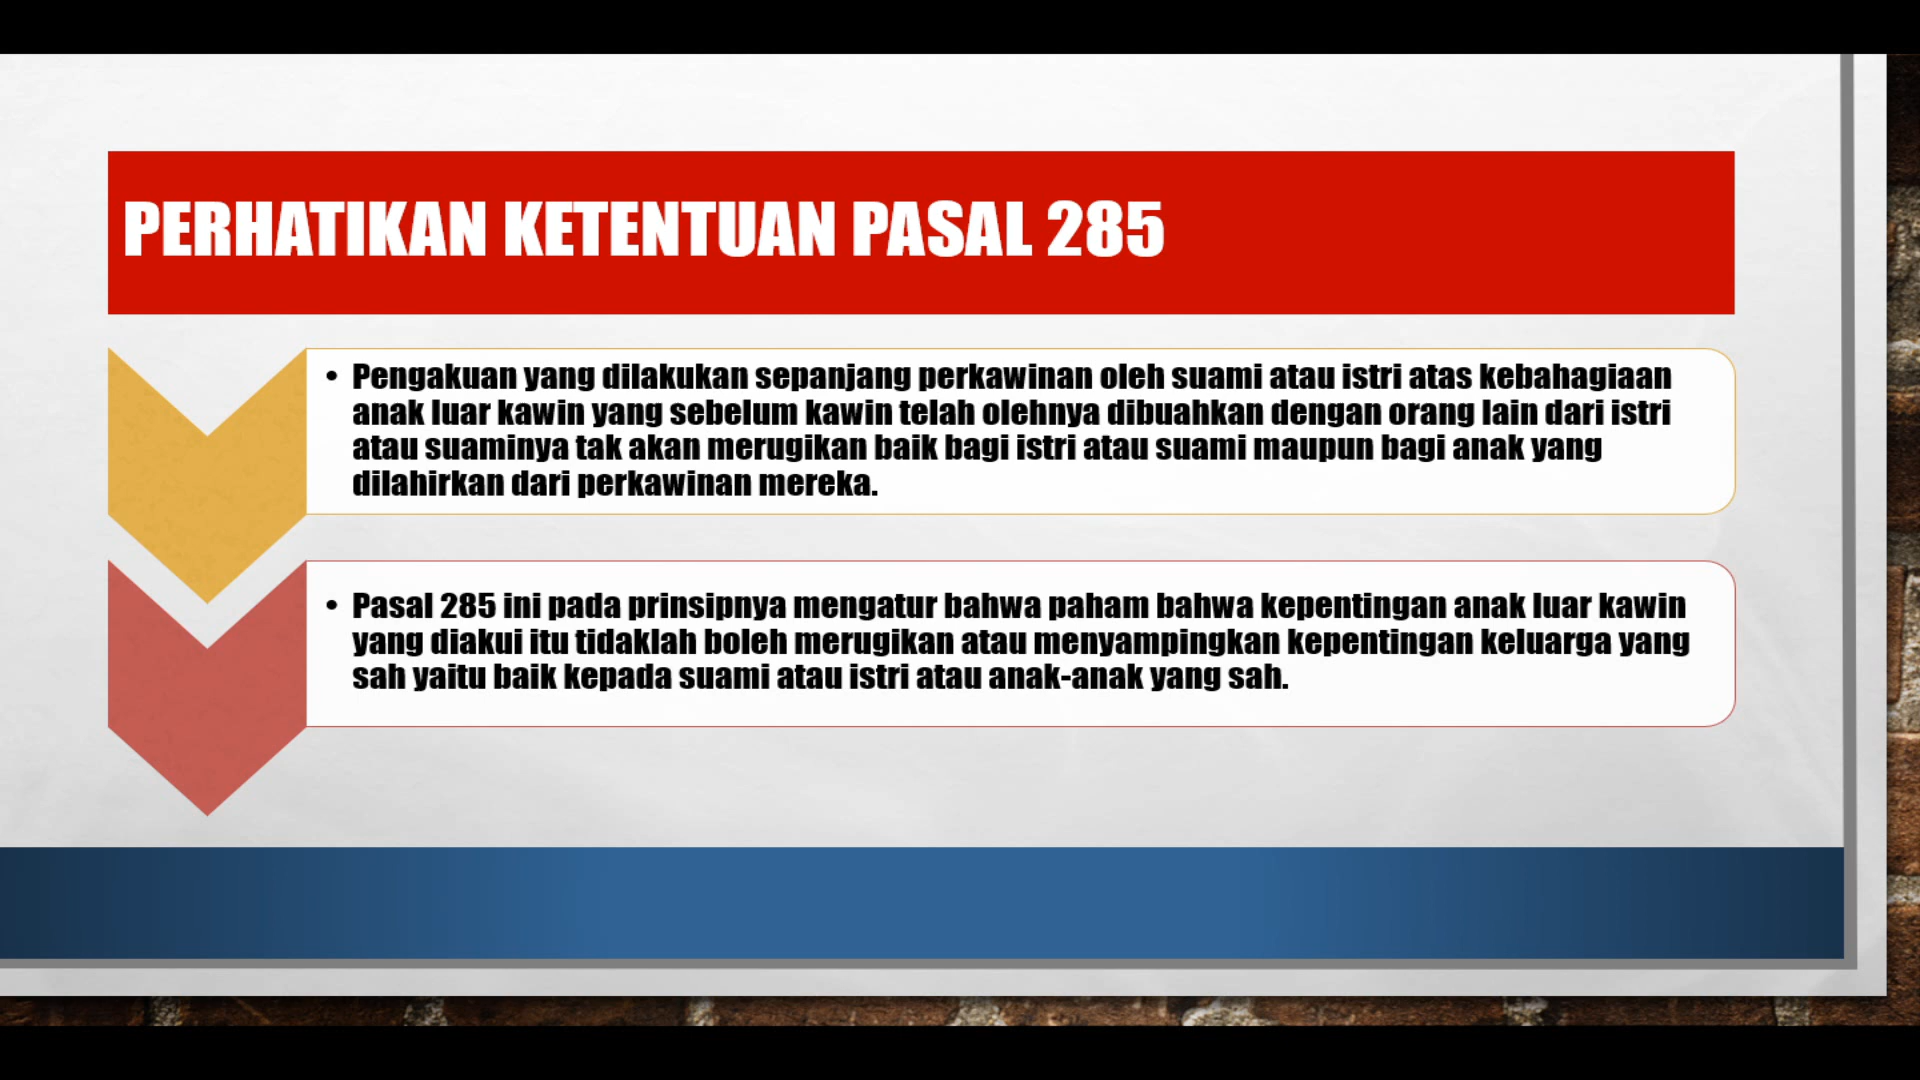 PERHATIKAN KETENTUAN PASAL 285
• Pengakuan yang dilakukan sepanjang perkawinan oleh suami atau istri atas kebahagiaan
anak luar kawin yang sebelum kawin telah olehnya dibuahkan dengan orang lain dari istri
atau suaminya tak akan merugikan baik bagi istri atau suami maupun bagi anak yang
dilahirkan dari perkawinan mereka.
• Pasal 285 ini pada prinsipnya mengatur bahwa paham bahwa kepentingan anak luar kawin
yang diakui itu tidaklah boleh merugikan atau menyampingkan kepentingan keluarga yang
sah yaitu baik kepada suami atau istri atau anak-anak yang sah.